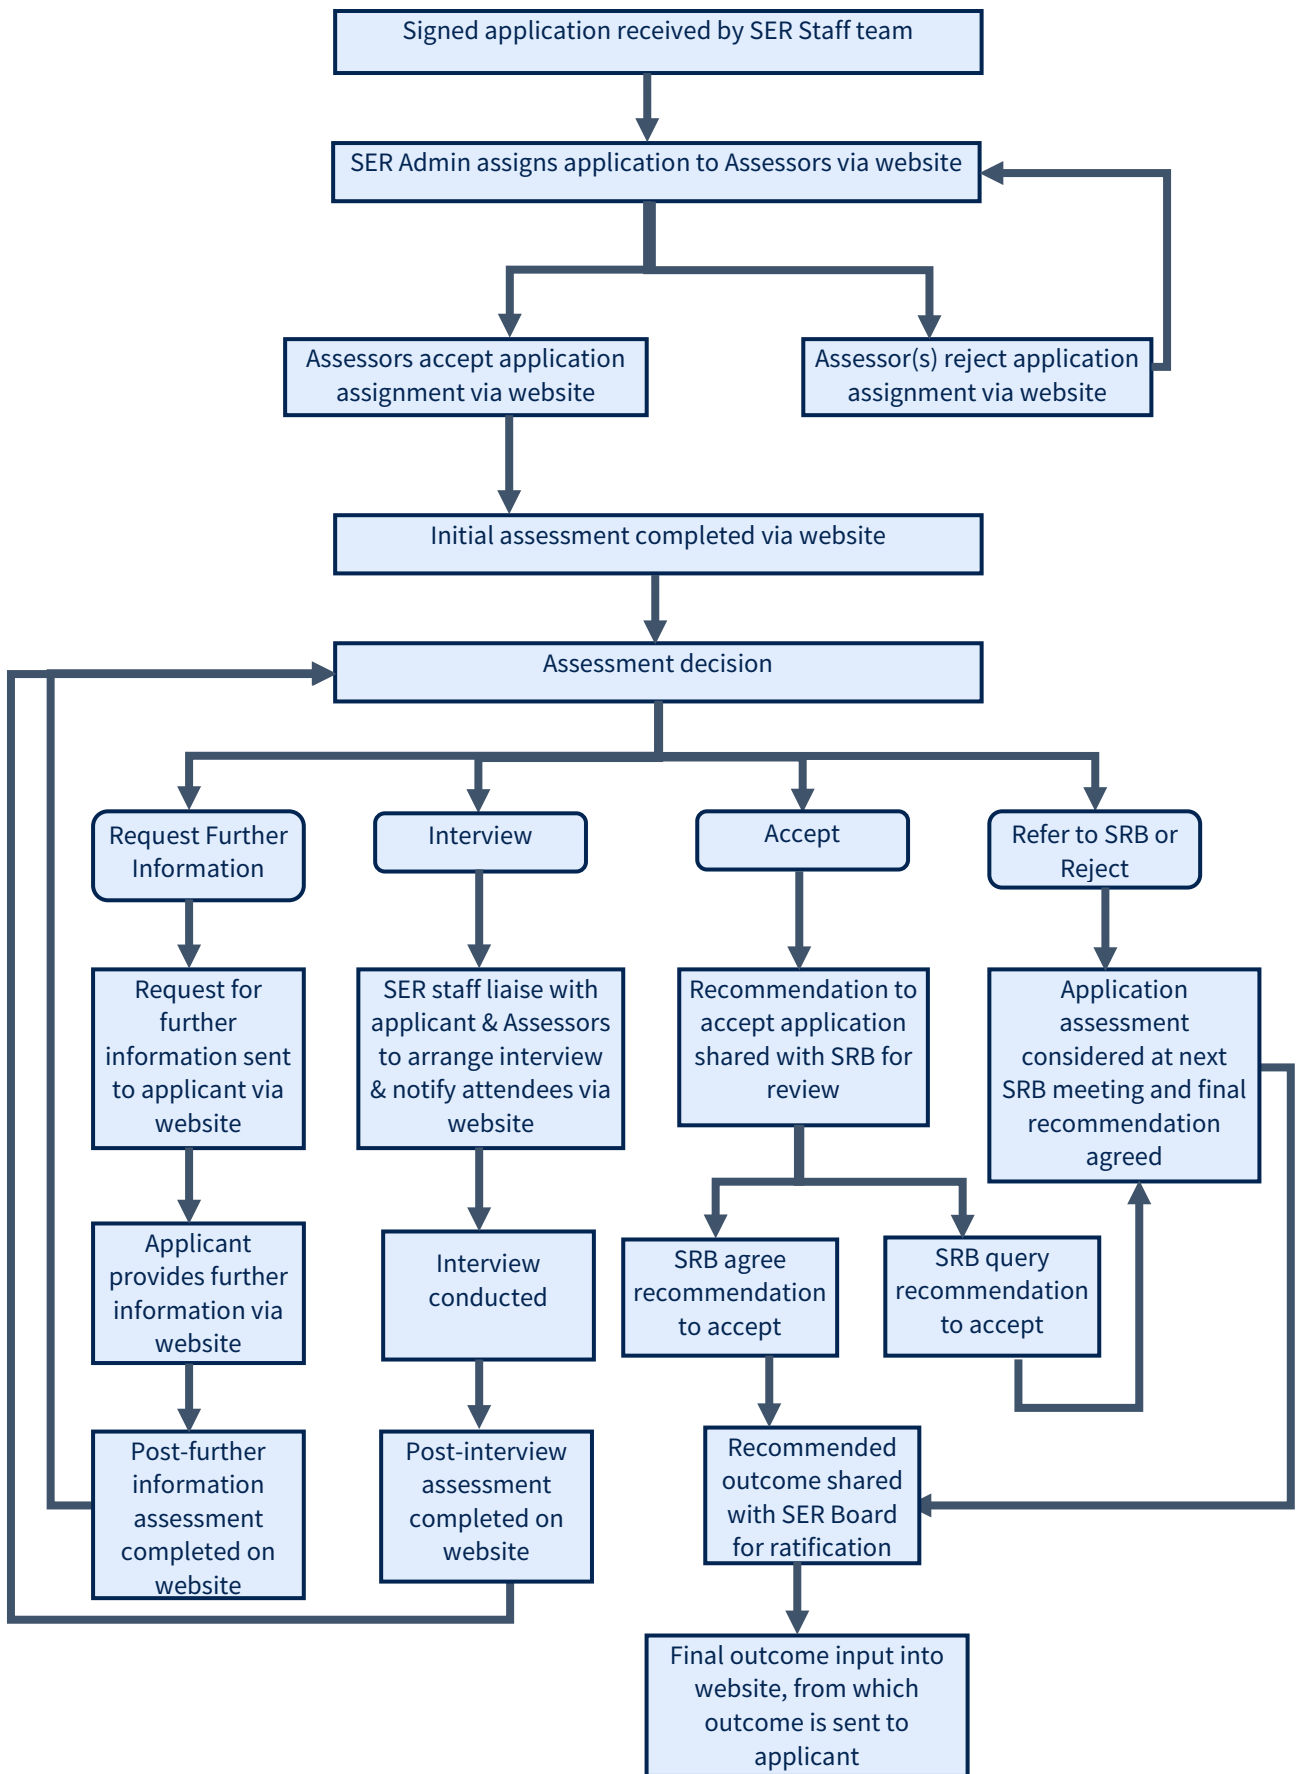 Signed application received by SER Staff team
SER Admin assigns application to Assessors via website
Assessors accept application
assignment via website
Assessor(s) reject application
assignment via website
Initial assessment completed via website
Assessment decision
Request Further
Information
Interview
Accept
Refer to SRB or
Reject
Request for
further
information sent
to applicant via
website
SER staff liaise with
applicant & Assessors
to arrange interview
& notify attendees via
website
Recommendation to
accept application
shared with SRB for
review
Application
assessment
considered at next
SRB meeting and final
recommendation
agreed
Applicant
provides further
information via
website
Interview
conducted
SRB agree
recommendation
to accept
SRB query
recommendation
to accept
Post-further
information
assessment
completed on
website
Post-interview
assessment
completed on
website
Recommended
outcome shared
with SER Board
for ratification
Final outcome input into
website, from which
outcome is sent to
applicant